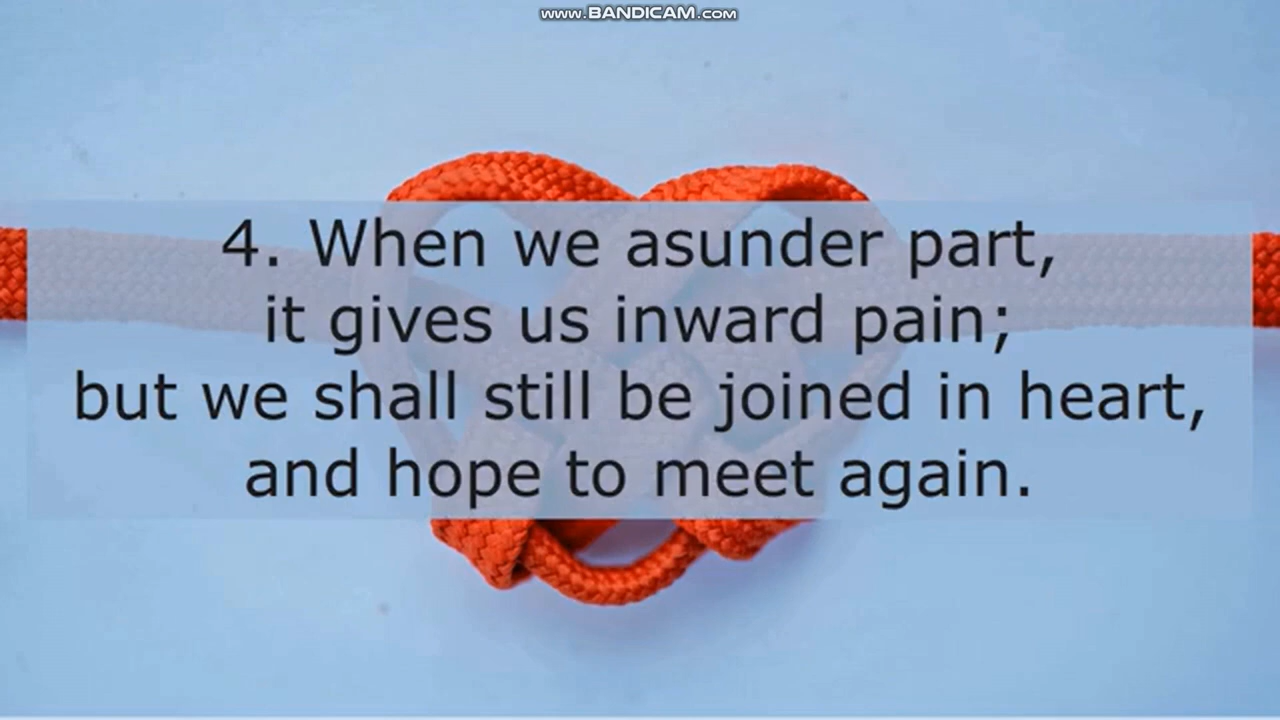 www.BANDICAM.com
4. When we asunder part,
it gives us inward pain;
but we shall still be joined in heart,
and hope to meet again.